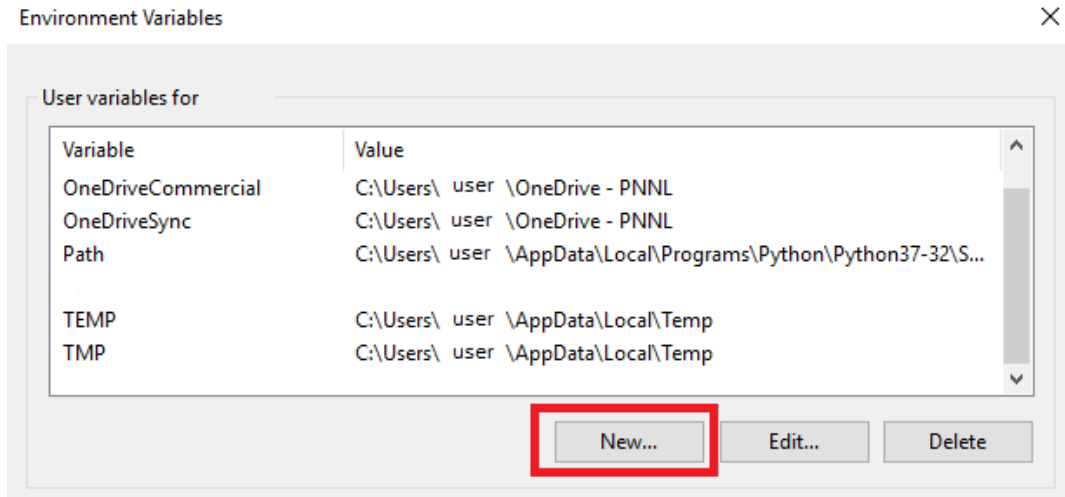 Environment Variables
User variables for
Variable Value
OneDriveCommercial C:\Users\ user \OneDrive - PNNL
OneDriveSync C:\Users\ user \OneDrive - PNNL
Path C:\Users\ user \AppData\Local\Programs\Python\Python37-32\S...
TEMP C:\Users\ user \AppData\Local\Temp
TMP C:\Users\ user \AppData\Local\Temp
New... Edit... Delete